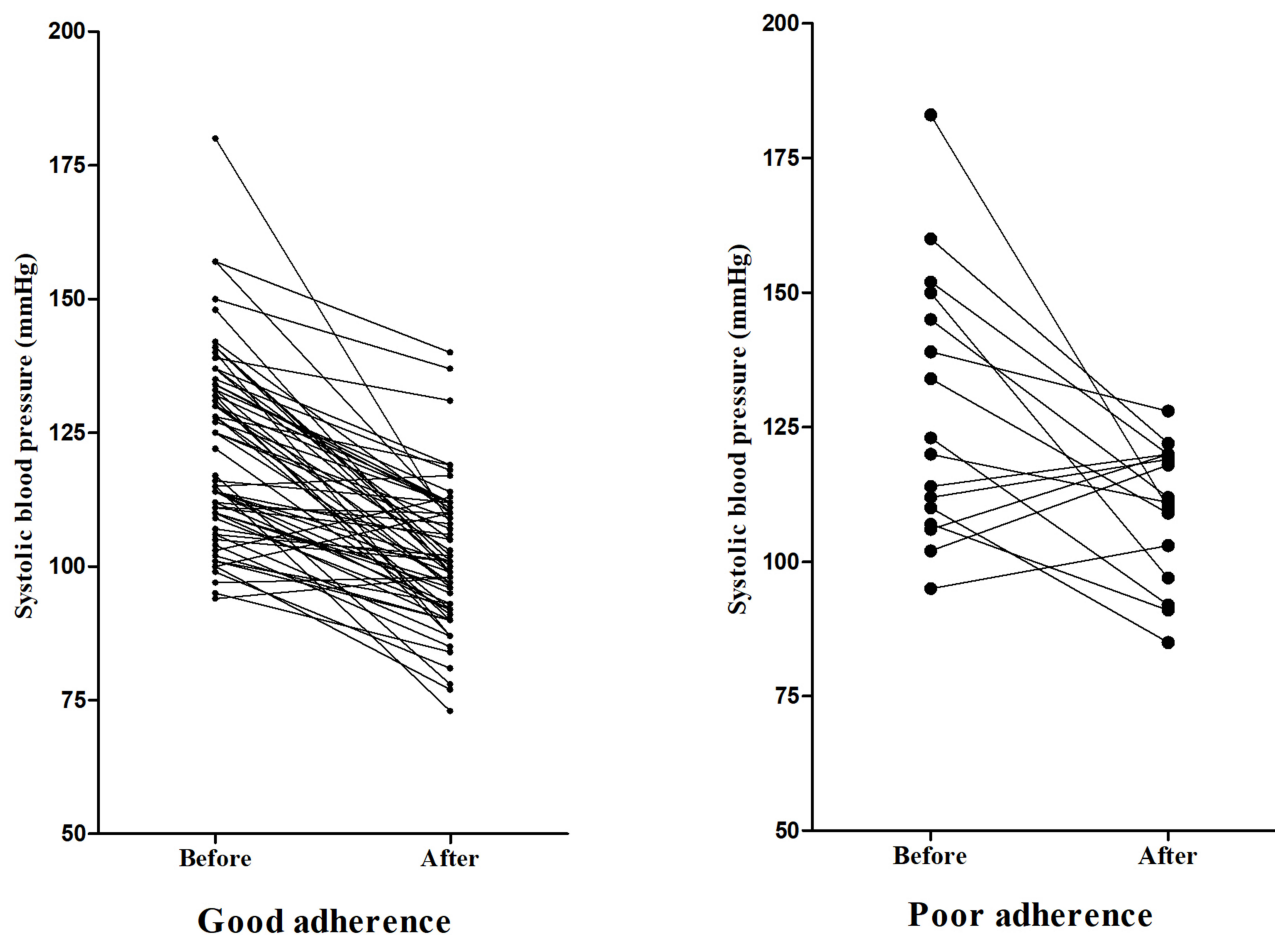 Systolic blood pressure (mmHg)
200
175
150
125
100
75
50
Before After
Good adherence
Systolic blood pressure (mmHg)
200
175
150
125
100
75
50
Before After
Poor adherence